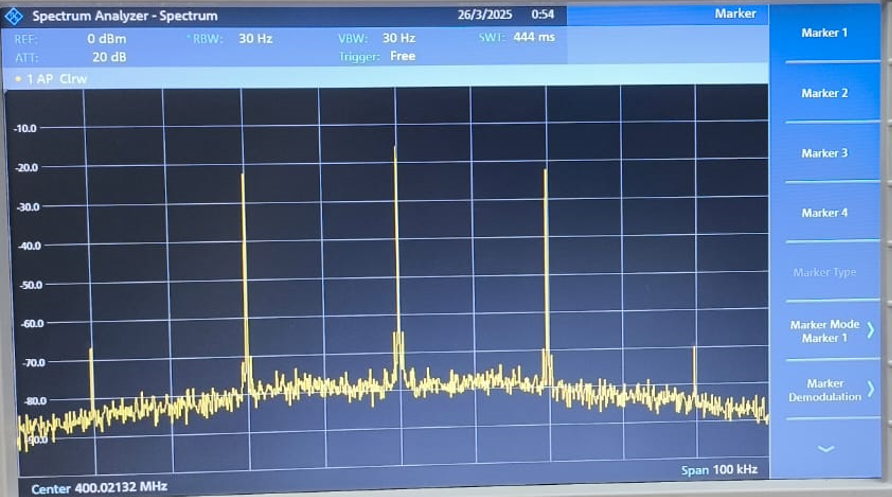 Spectrum Analyzer - Spectrum 26/3/2025 0:54 Marker
REF: 0 dBm * RBW: 30 Hz VBW: 30 Hz SWT: 444 ms
ATT: 20 dB Trigger: Free
1 AP Clrw
-10.0
-20.0
-30.0
-40.0
-50.0
-60.0
-70.0
-80.0
-90.0
Center 400.02132 MHz Span 100 kHz
Marker 1
Marker 2
Marker 3
Marker 4
Marker Type
Marker Mode
Marker 1
Marker
Demodulation